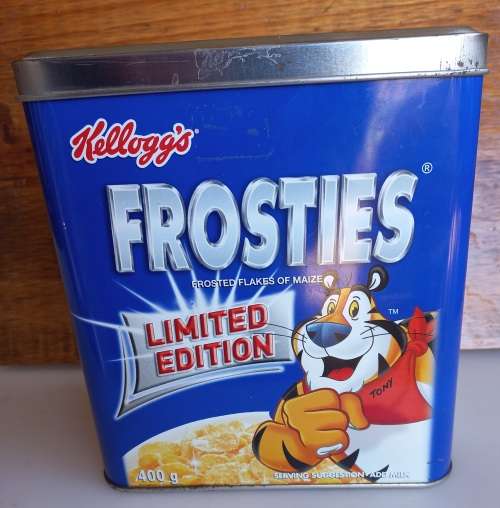 Kellogg's
FROSTIES®
FROSTED FLAKES OF MAIZE
LIMITED
EDITION
TM
TONY
400 g
SERVING SUGGESTION - ADD MILK